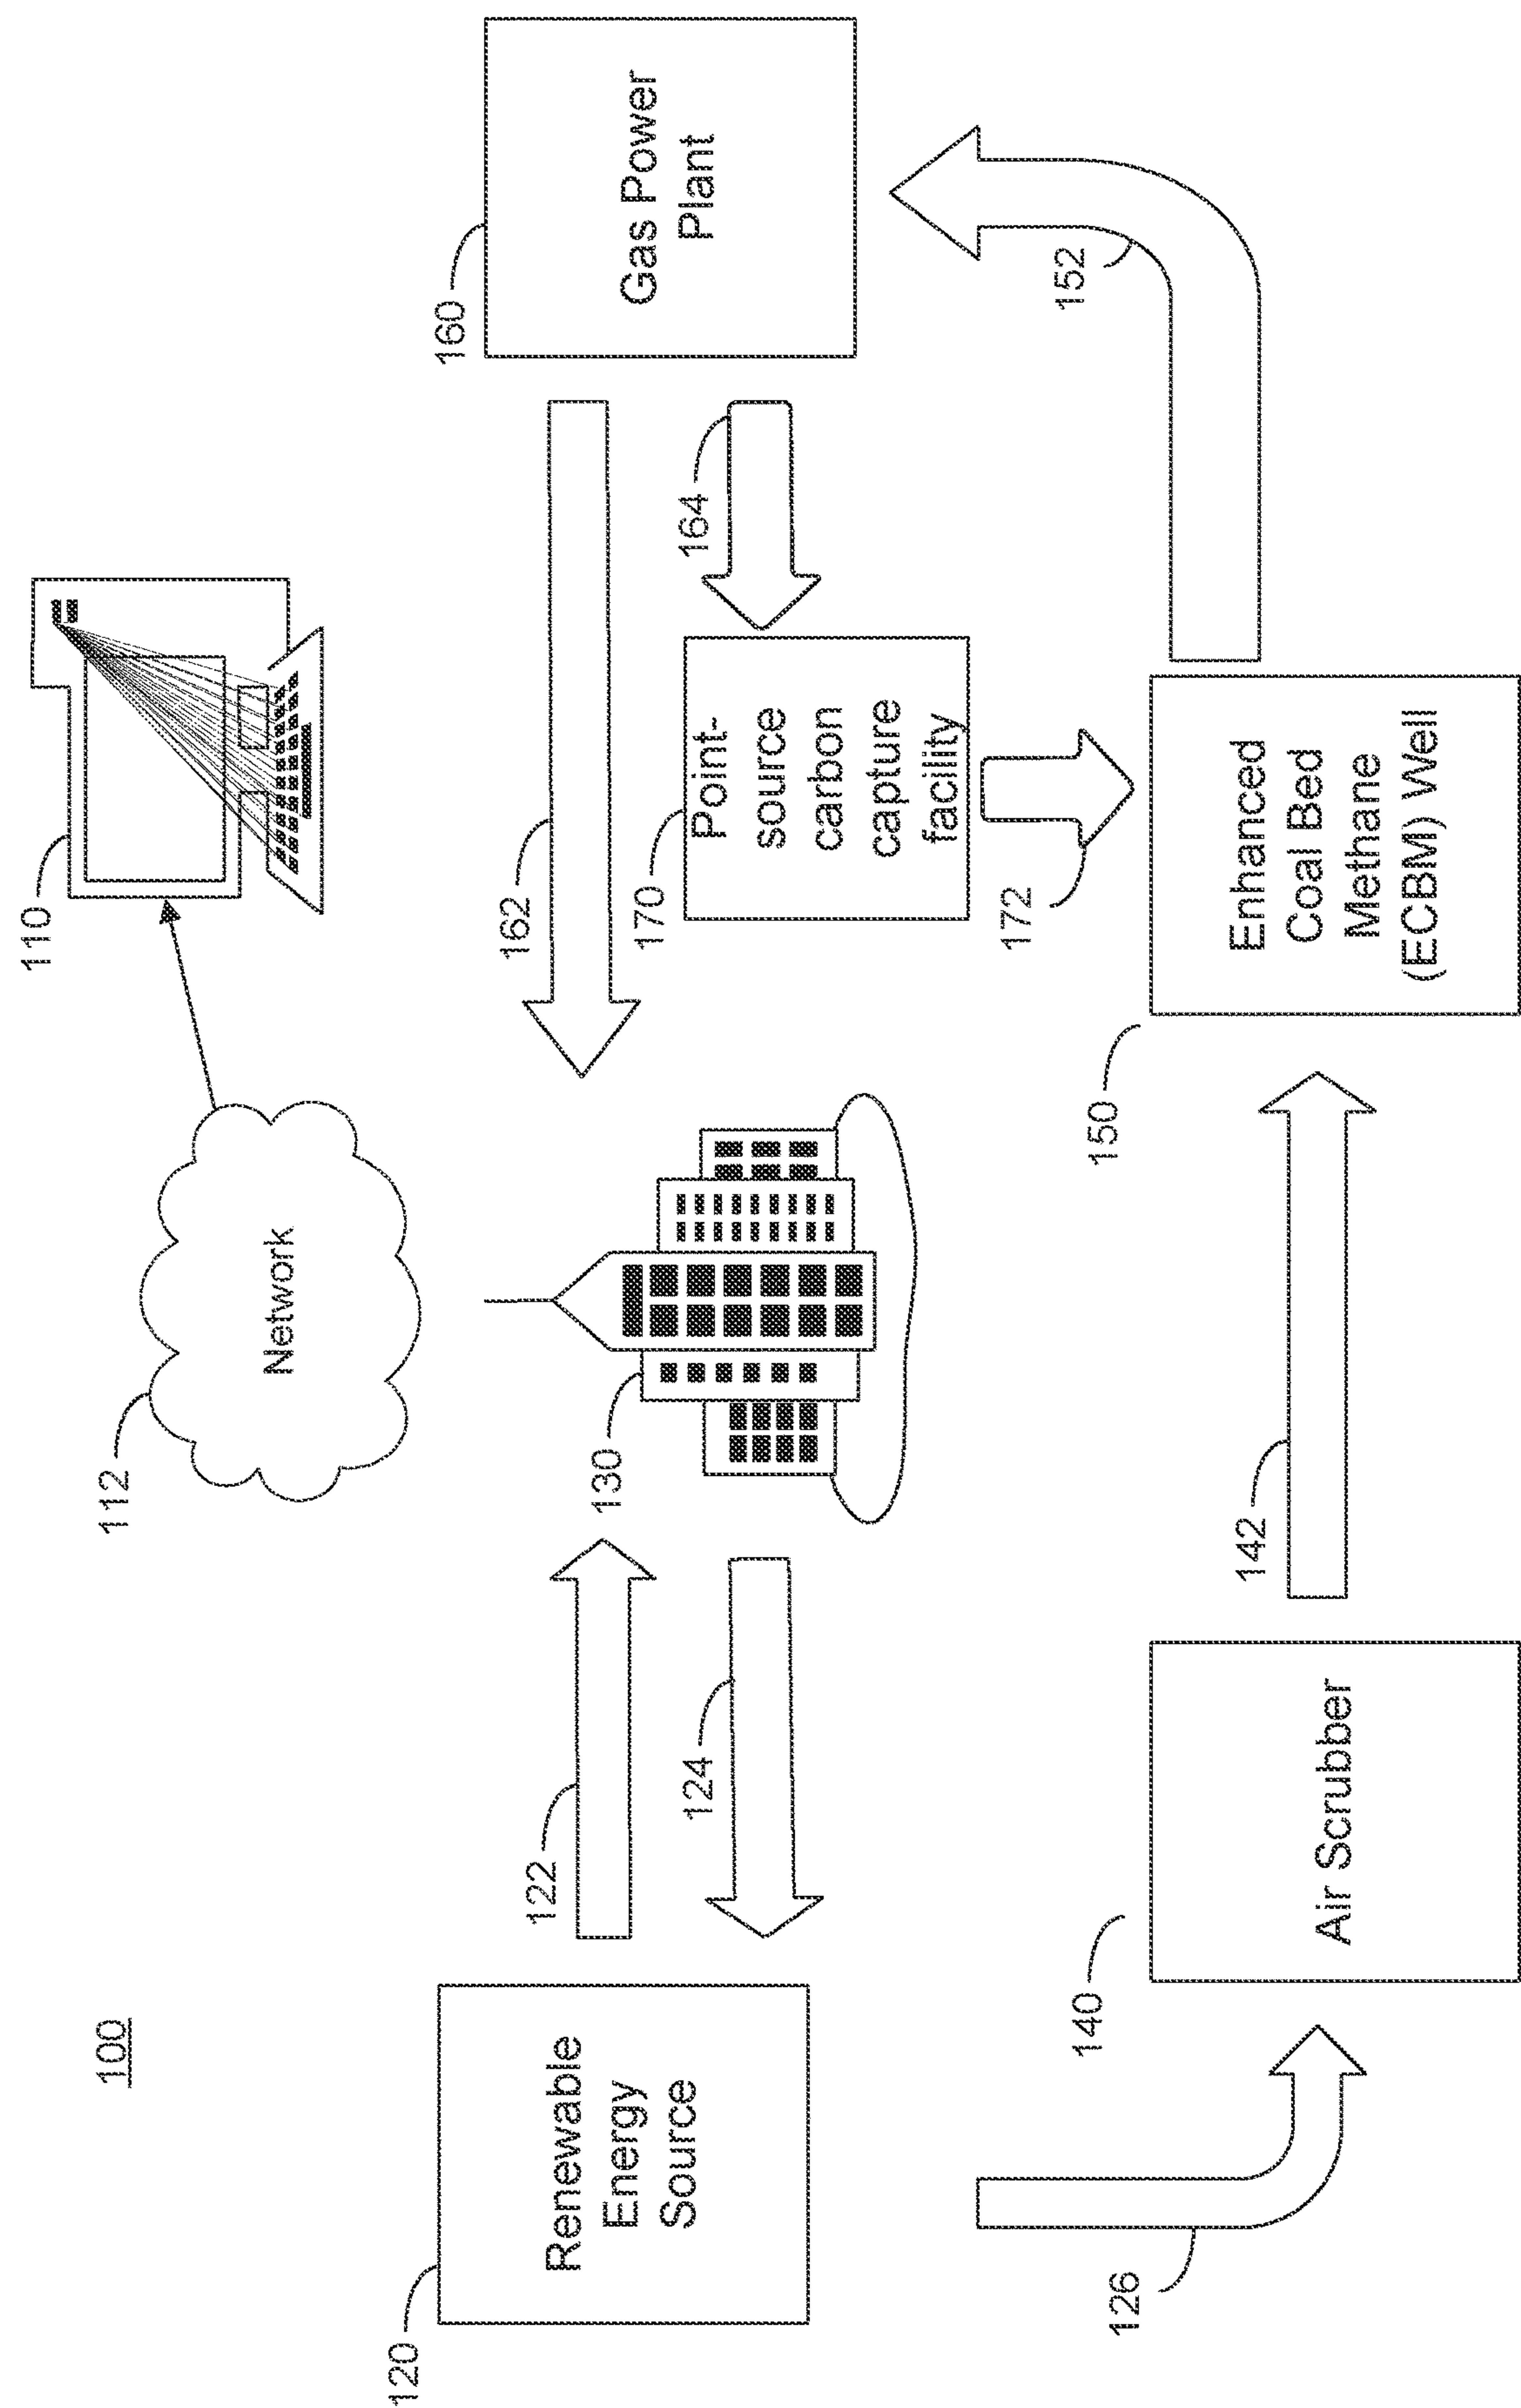 100
112
Network
110
120
Renewable
Energy
Source
122
124
130
162
160
Gas Power
Plant
164
170
Point-
source
carbon
capture
facility
172
126
140
Air Scrubber
142
150
Enhanced
Coal Bed
Methane
(ECBM) Well
152